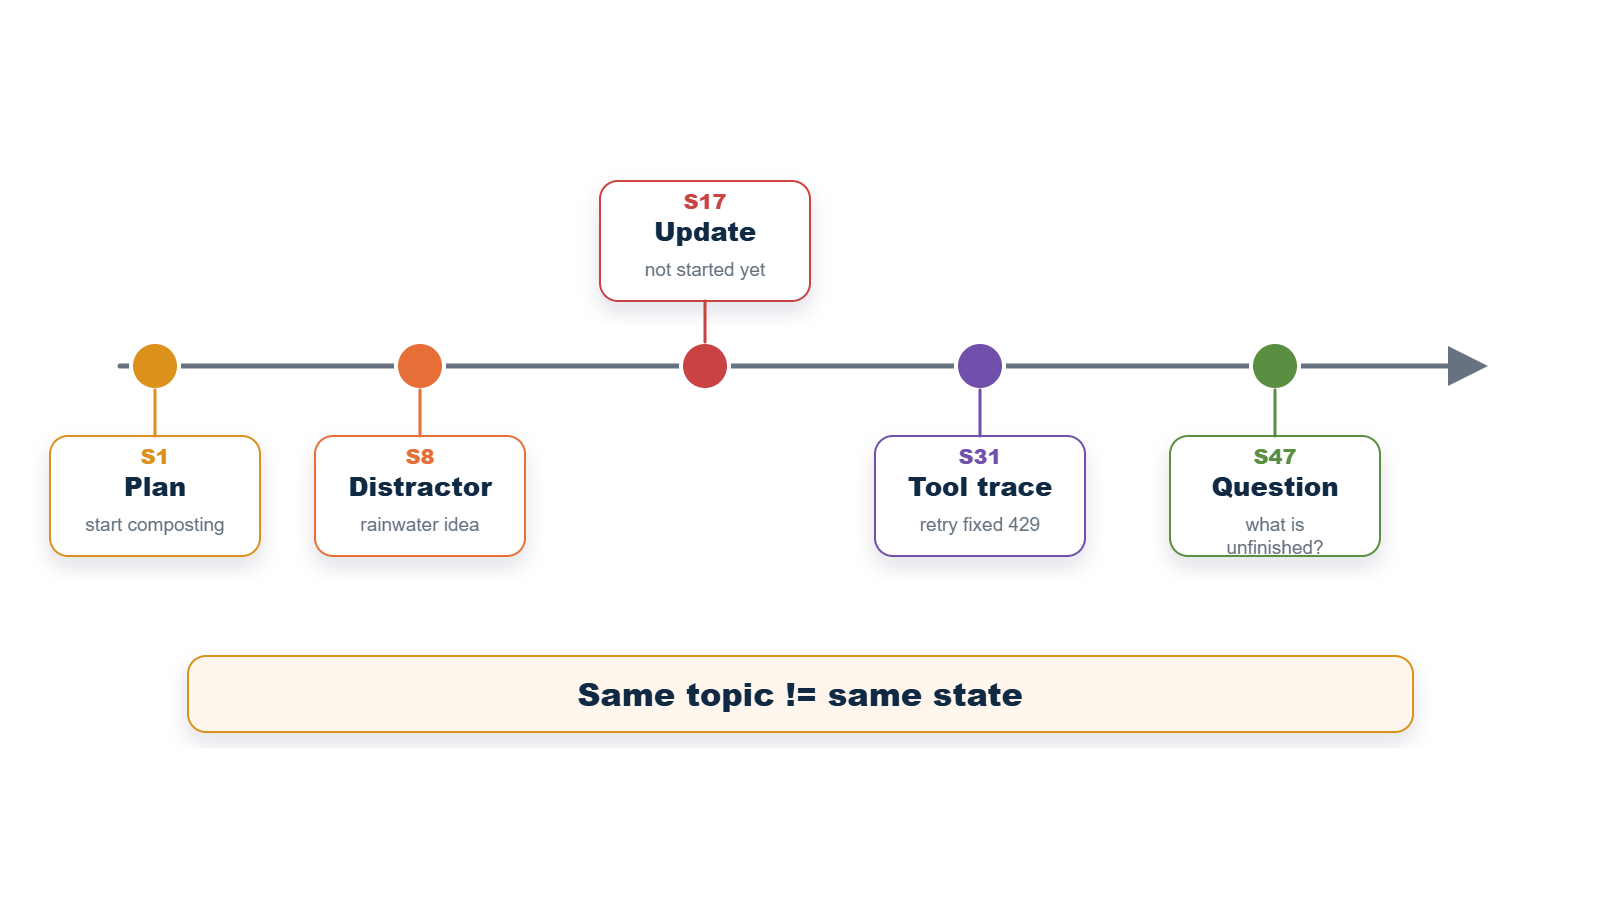 S17
Update
not started yet
S1
Plan
start composting
S8
Distractor
rainwater idea
S31
Tool trace
retry fixed 429
S47
Question
what is
unfinished?
Same topic != same state